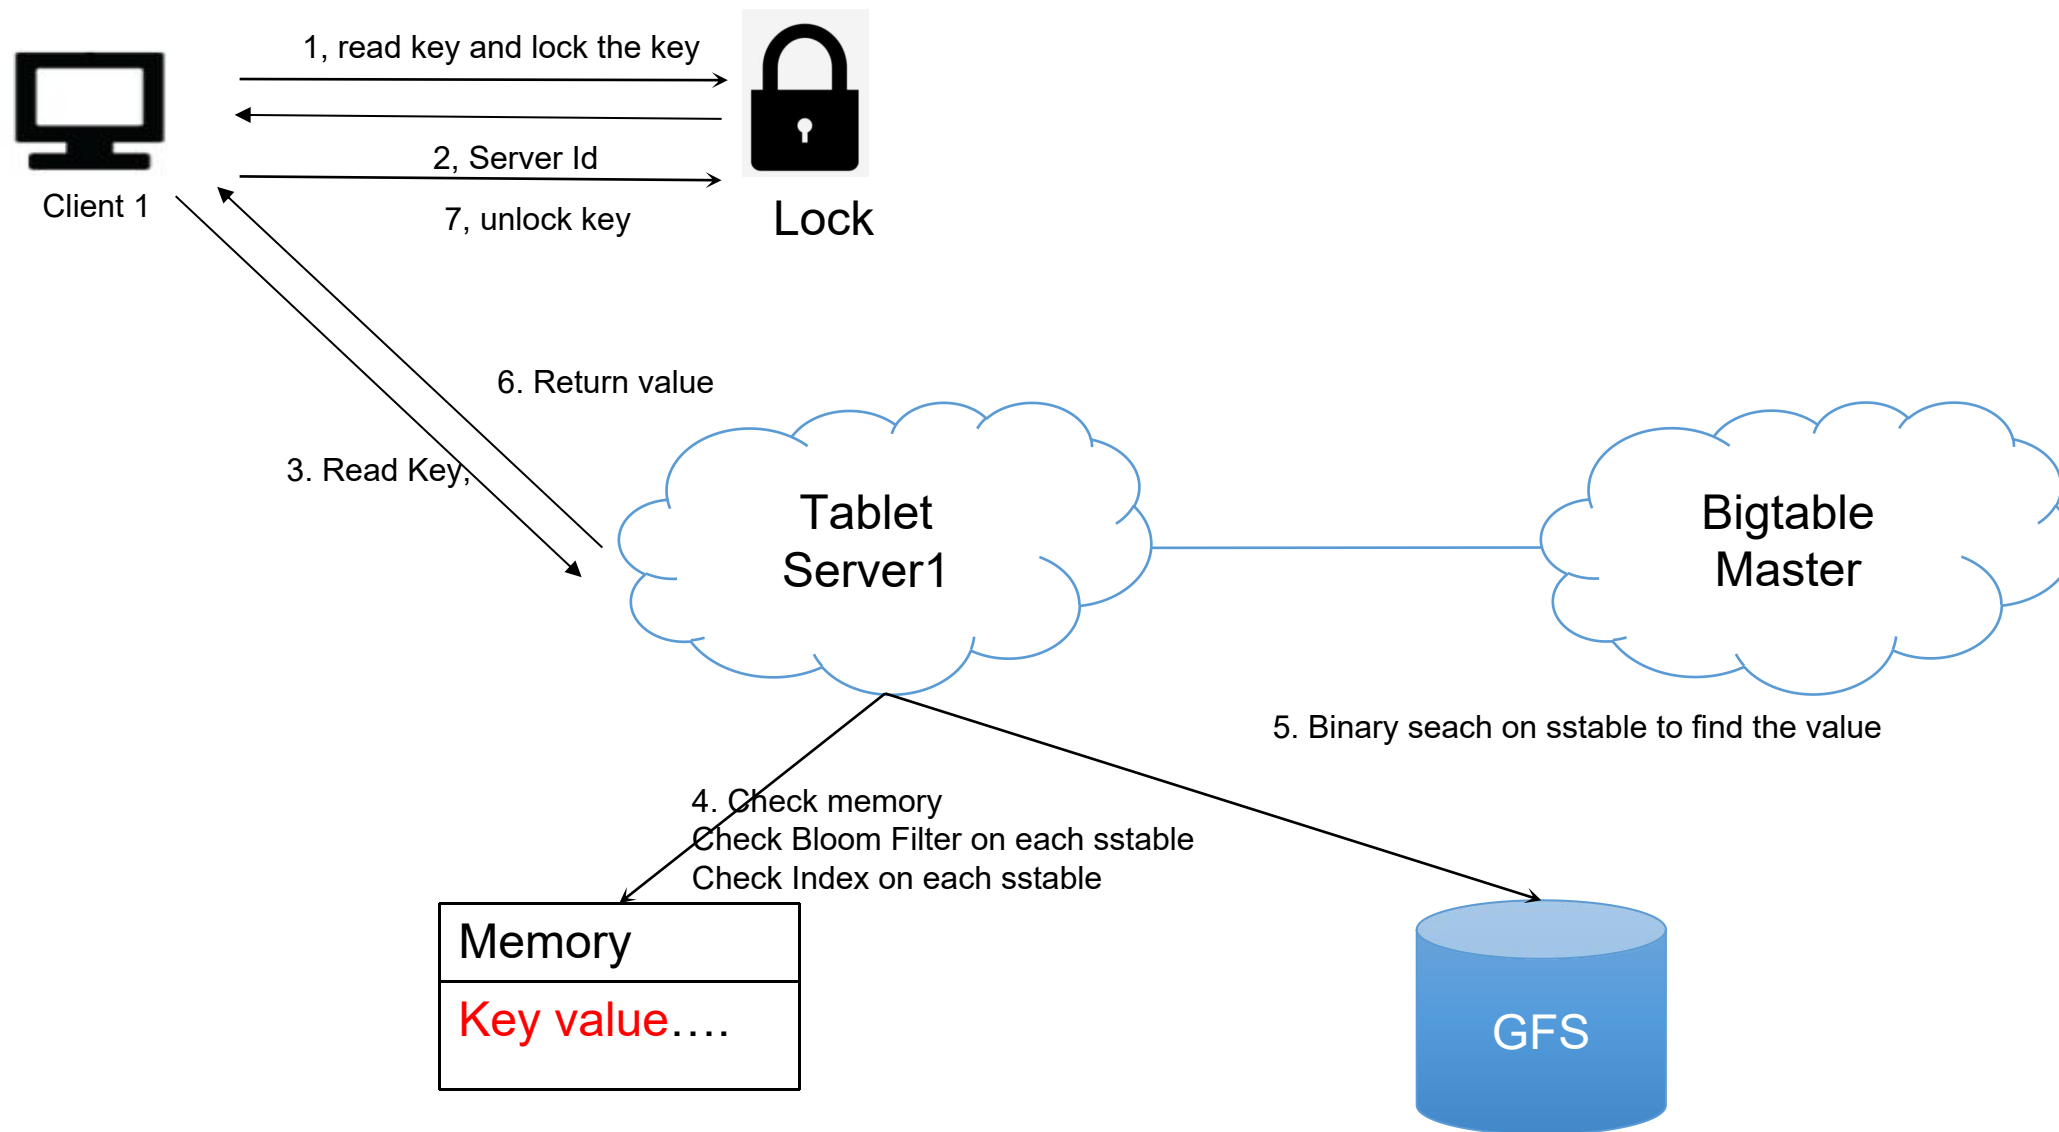 1, read key and lock the key
2, Server Id
Client 1
7, unlock key
Lock
6. Return value
3. Read Key,
Tablet
Server1
Bigtable
Master
5. Binary seach on sstable to find the value
4. Check memory
Check Bloom Filter on each sstable
Check Index on each sstable
Memory
Key value....
GFS